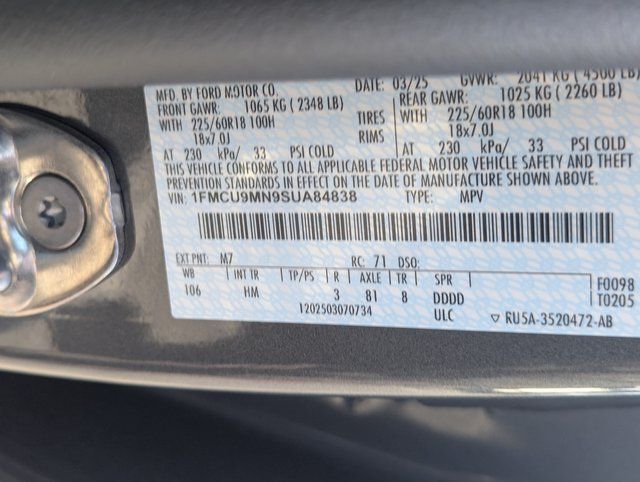 MFD. BY FORD MOTOR CO. DATE: 03/25 GVWR: 2041 KG ( 4500 LB)
FRONT GAWR: 1065 KG ( 2348 LB) REAR GAWR: 1025 KG ( 2260 LB)
WITH 225/60R18 100H TIRES WITH 225/60R18 100H
18x7.0J RIMS 18x7.0J
AT 230 kPa/ 33 PSI COLD AT 230 kPa/ 33 PSI COLD
THIS VEHICLE CONFORMS TO ALL APPLICABLE FEDERAL MOTOR VEHICLE SAFETY AND THEFT
PREVENTION STANDARDS IN EFFECT ON THE DATE OF MANUFACTURE SHOWN ABOVE.
VIN: 1FMCU9MN9SUA84838 TYPE: MPV
EXT PNT: M7 RC: 71 DSO:
WB INT TR TP/PS R AXLE TR SPR F0098
106 HM 3 81 8 DDDD T0205
120250307073​4 ULC ▽ RU5A-3520472-AB